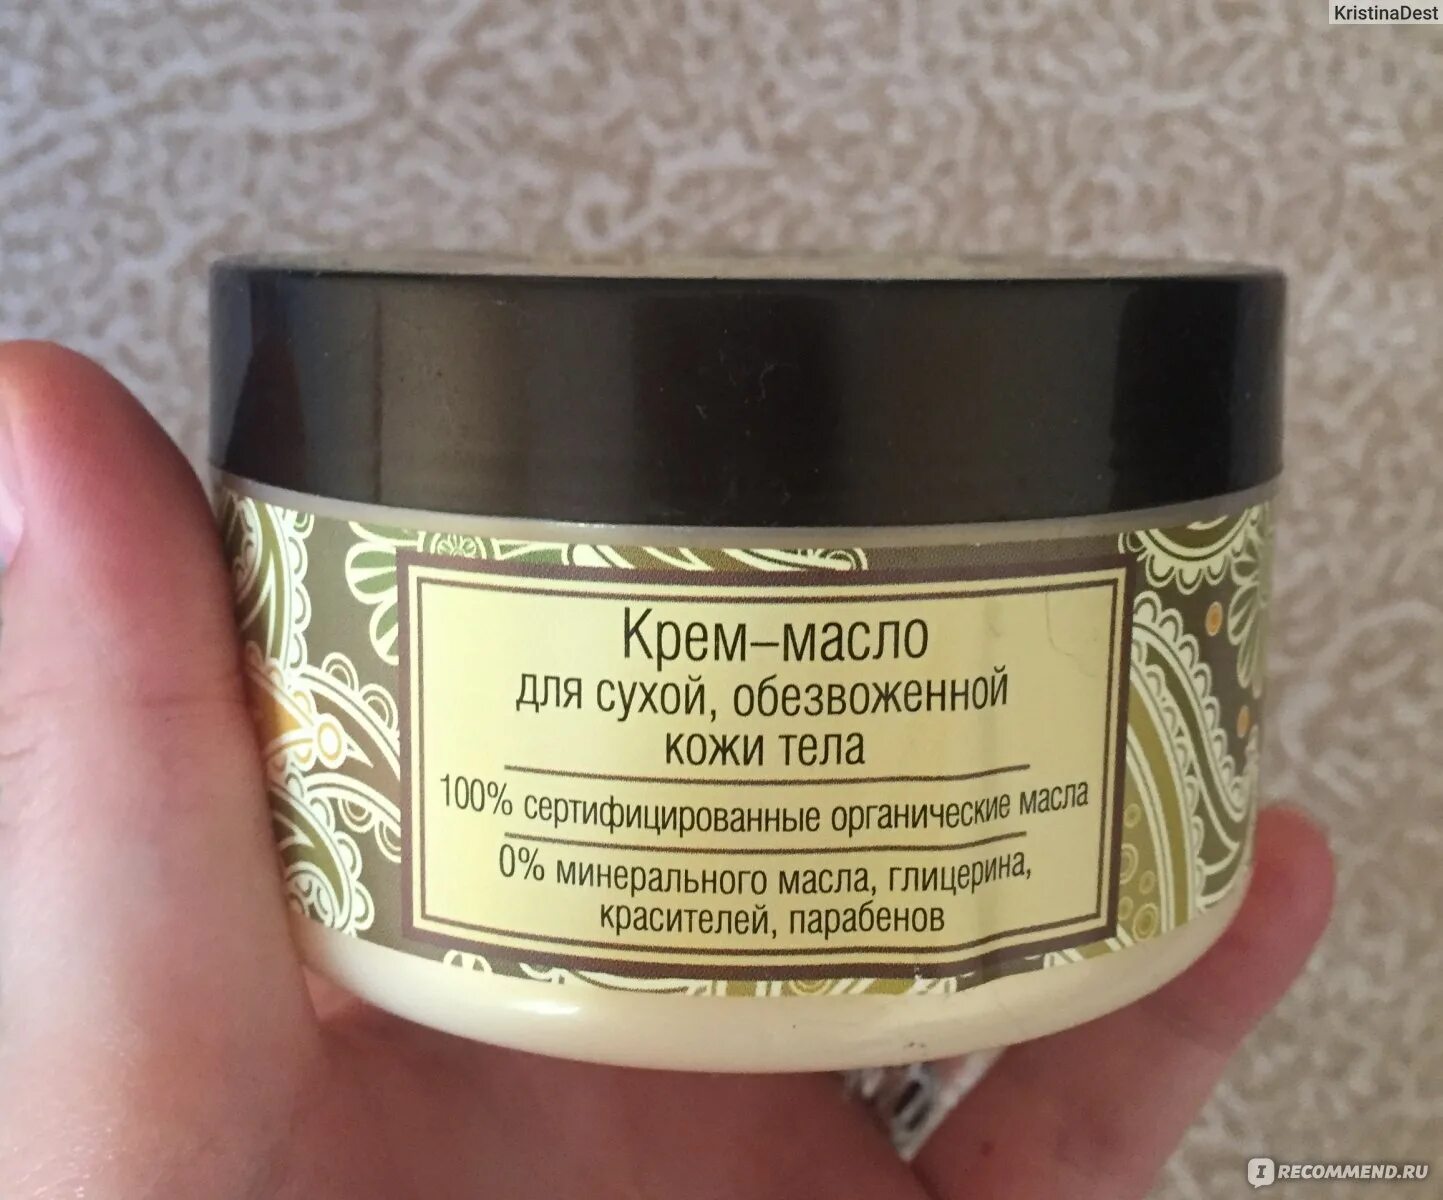 KristinaDest
Крем–масло
для сухой, обезвоженной
кожи тела
100% сертифицированные органические масла
0% минерального масла, глицерина,
красителей, парабенов
IRECOMMEND.RU